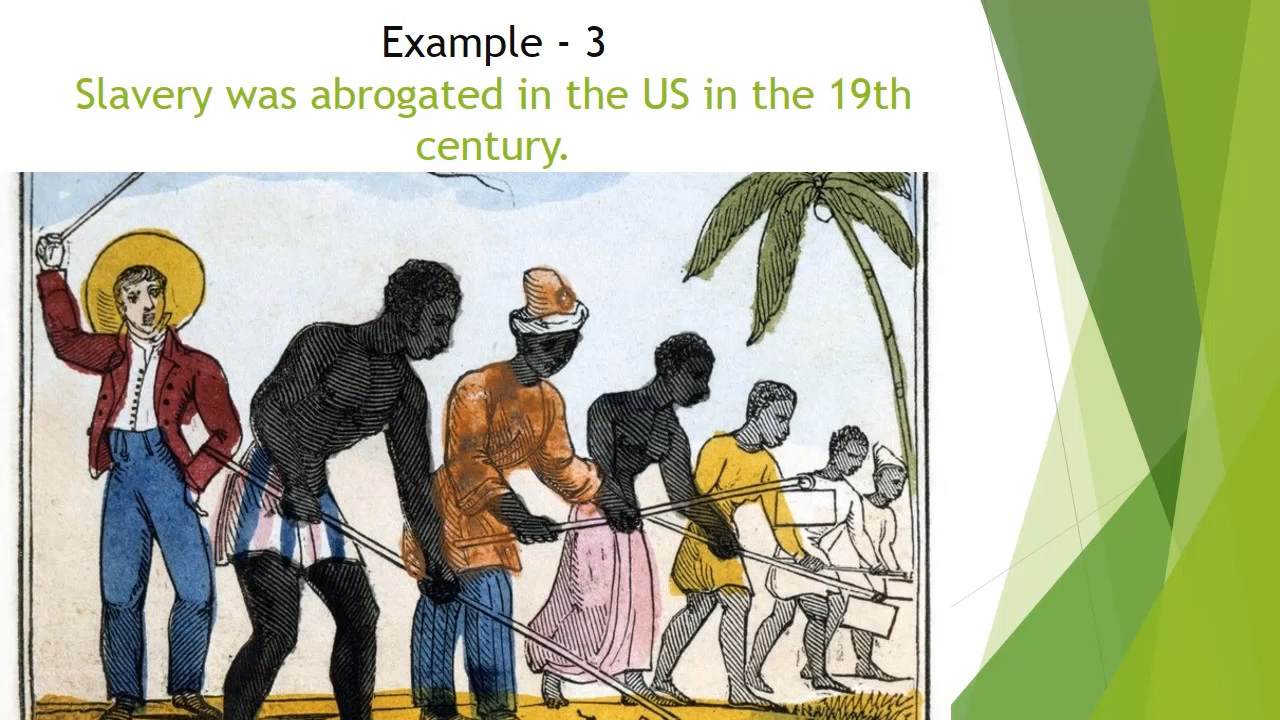 Example - 3
Slavery was abrogated in the US in the 19th
century.